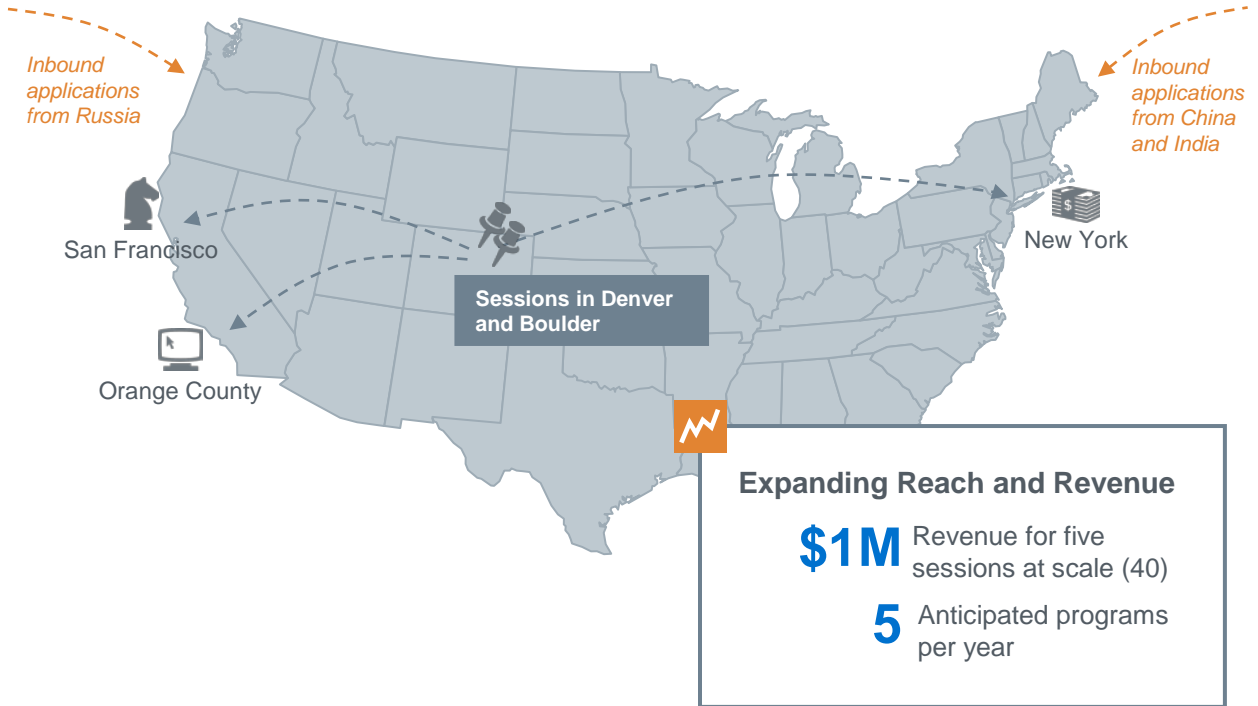 Inbound
applications
from Russia
Inbound
applications
from China
and India
San Francisco
$
New York
Sessions in Denver
and Boulder
Orange County
Expanding Reach and Revenue
$1M Revenue for five
sessions at scale (40)
5 Anticipated programs
per year